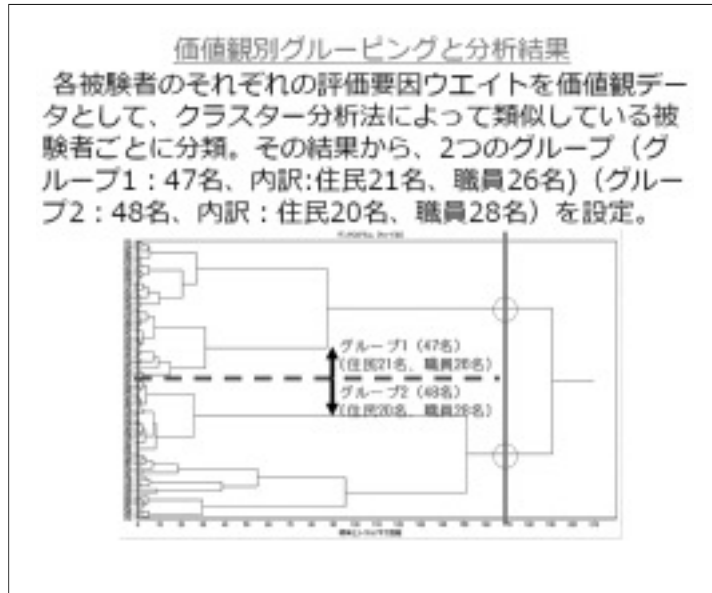 価値観別グルーピングと分析結果
各被験者のそれぞれの評価要因ウエイトを価値観デー
タとして、クラスター分析法によって類似している被
験者ごとに分類。その結果から、2つのグループ（グ
ループ1：47名、内訳:住民21名、職員26名)（グルー
プ2：48名、内訳：住民20名、職員28名）を設定。
グループ1（47名）
（住民21名、職員26名）
グループ2（48名）
（住民20名、職員28名）